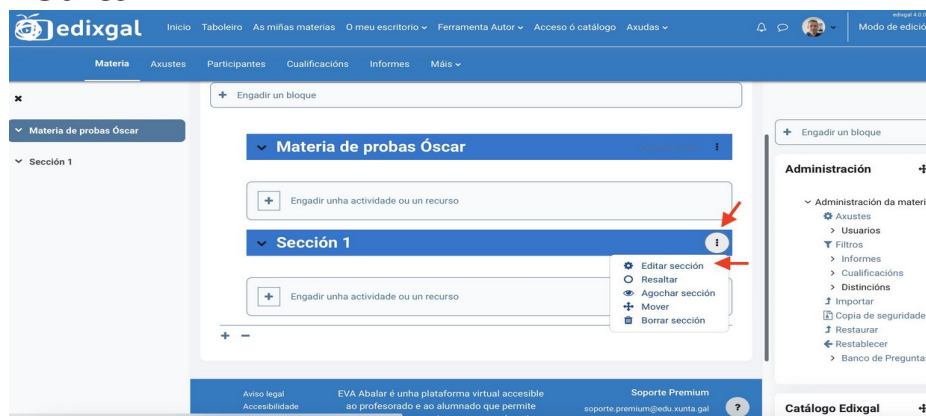 edixgal
Inicio Taboleiro As miñas materias O meu escritorio Ferramenta Autor Acceso ó catálogo Axudas
edixgal 4.0.0
Modo de edició
Materia Axustes Participantes Cualificacións Informes Máis
Engadir un bloque
Materia de probas Óscar
Sección 1
Materia de probas Óscar
Engadir unha actividade ou un recurso
Sección 1
Editar sección
Resaltar
Agochar sección
Mover
Borrar sección
Engadir unha actividade ou un recurso
Engadir un bloque
Administración
Administración da materi
Axustes
Usuarios
Filtros
Informes
Cualificacións
Distincións
Importar
Copia de seguridade
Restaurar
Restablecer
Banco de Pregunta
Catálogo Edixgal
Aviso legal
Accesibilidade
EVA Abalar é unha plataforma virtual accesible
ao profesorado e ao alumnado que permite
Soporte Premium
soporte.premium@edu.xunta.gal
?